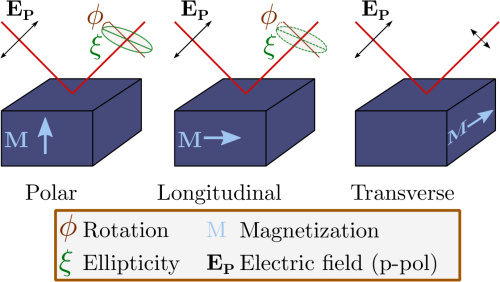 E_P ϕ ξ E_P ϕ ξ E_P
M M M
Polar Longitudinal Transverse
ϕ Rotation M Magnetization
ξ Ellipticity E_P Electric field (p-pol)